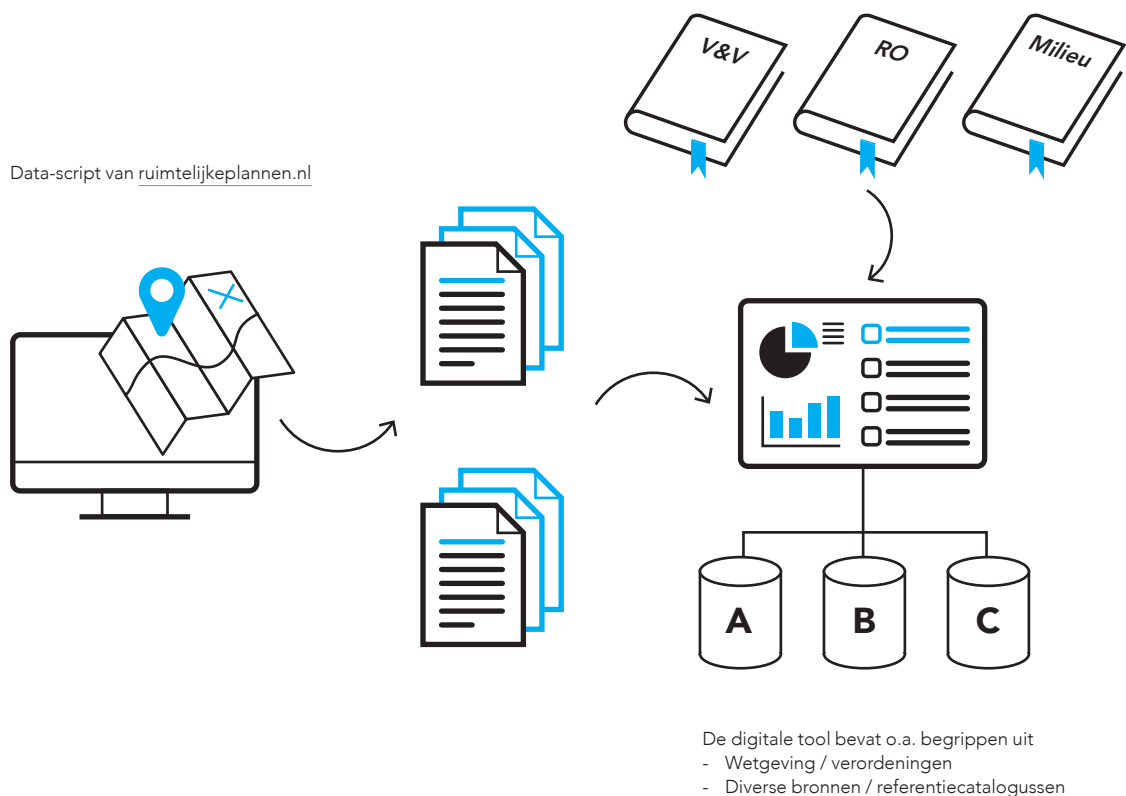 V&V
RO
Milieu
Data-script van ruimtelijkeplannen.nl
A
B
C
De digitale tool bevat o.a. begrippen uit
- Wetgeving / verordeningen
- Diverse bronnen / referentiecatalogussen